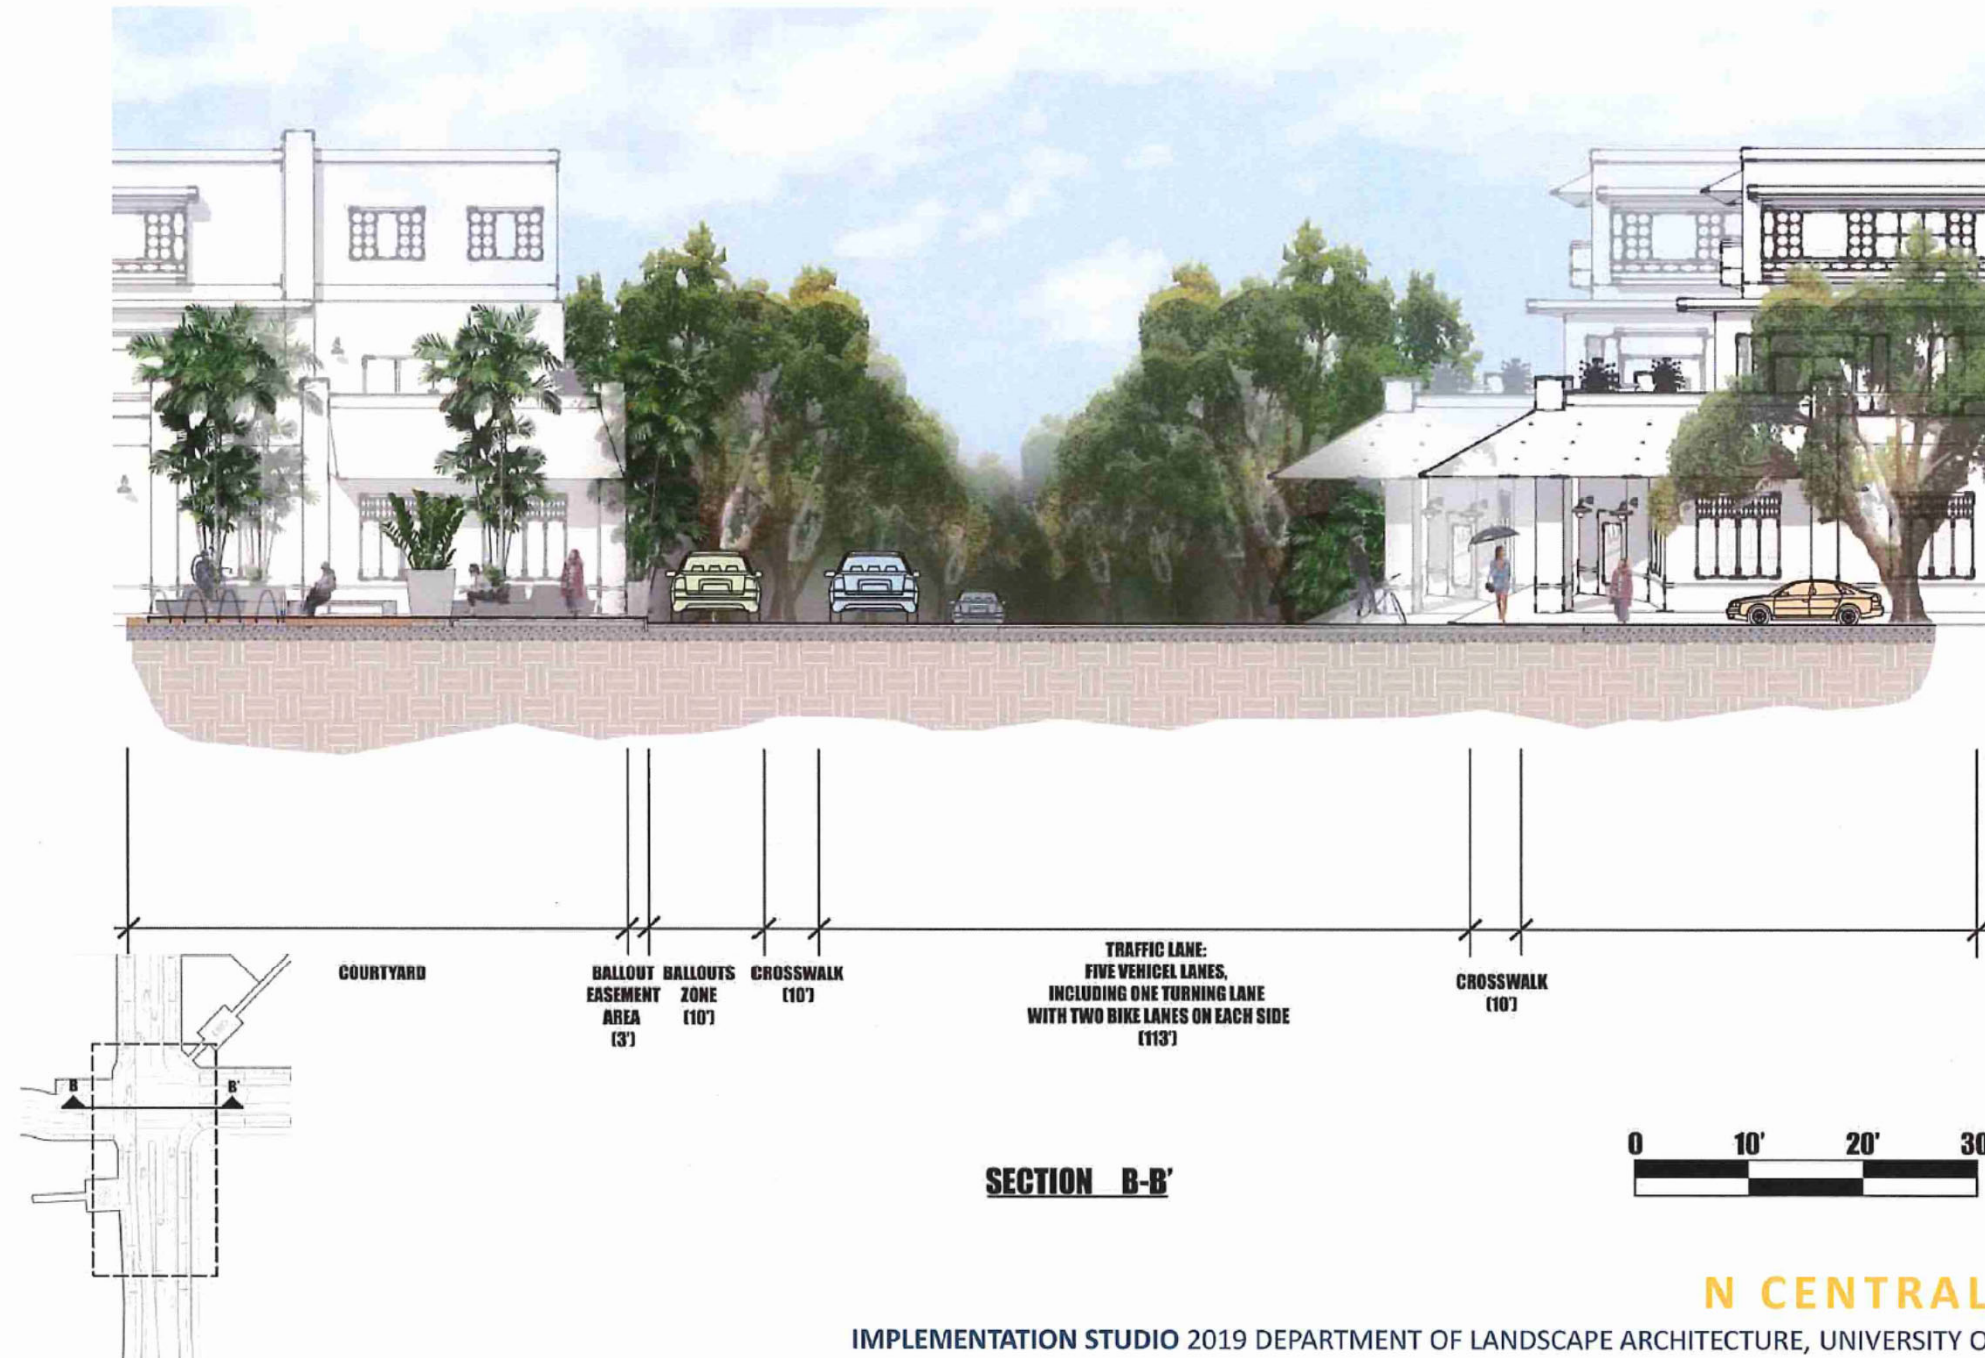 COURTYARD
BALLOUT
EASEMENT
AREA
(3')
BALLOUTS
ZONE
(10')
CROSSWALK
(10')
TRAFFIC LANE:
FIVE VEHICEL LANES,
INCLUDING ONE TURNING LANE
WITH TWO BIKE LANES ON EACH SIDE
(113')
CROSSWALK
(10')
B B'
SECTION B-B'
0 10' 20' 30
N CENTRAL
IMPLEMENTATION STUDIO 2019 DEPARTMENT OF LANDSCAPE ARCHITECTURE, UNIVERSITY O